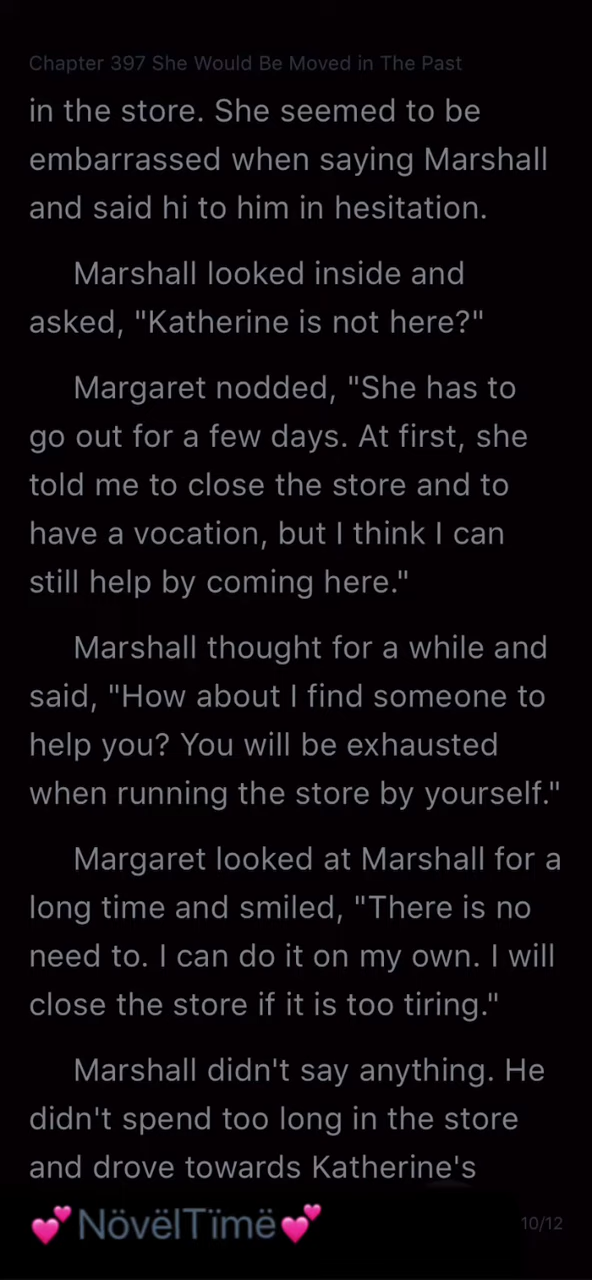 Chapter 397 She Would Be Moved in The Past
in the store. She seemed to be
embarrassed when saying Marshall
and said hi to him in hesitation.
Marshall looked inside and
asked, "Katherine is not here?"
Margaret nodded, "She has to
go out for a few days. At first, she
told me to close the store and to
have a vocation, but I think I can
still help by coming here."
Marshall thought for a while and
said, "How about I find someone to
help you? You will be exhausted
when running the store by yourself."
Margaret looked at Marshall for a
long time and smiled, "There is no
need to. I can do it on my own. I will
close the store if it is too tiring."
Marshall didn't say anything. He
didn't spend too long in the store
and drove towards Katherine's
💕NövëlTïmë💕
10/12